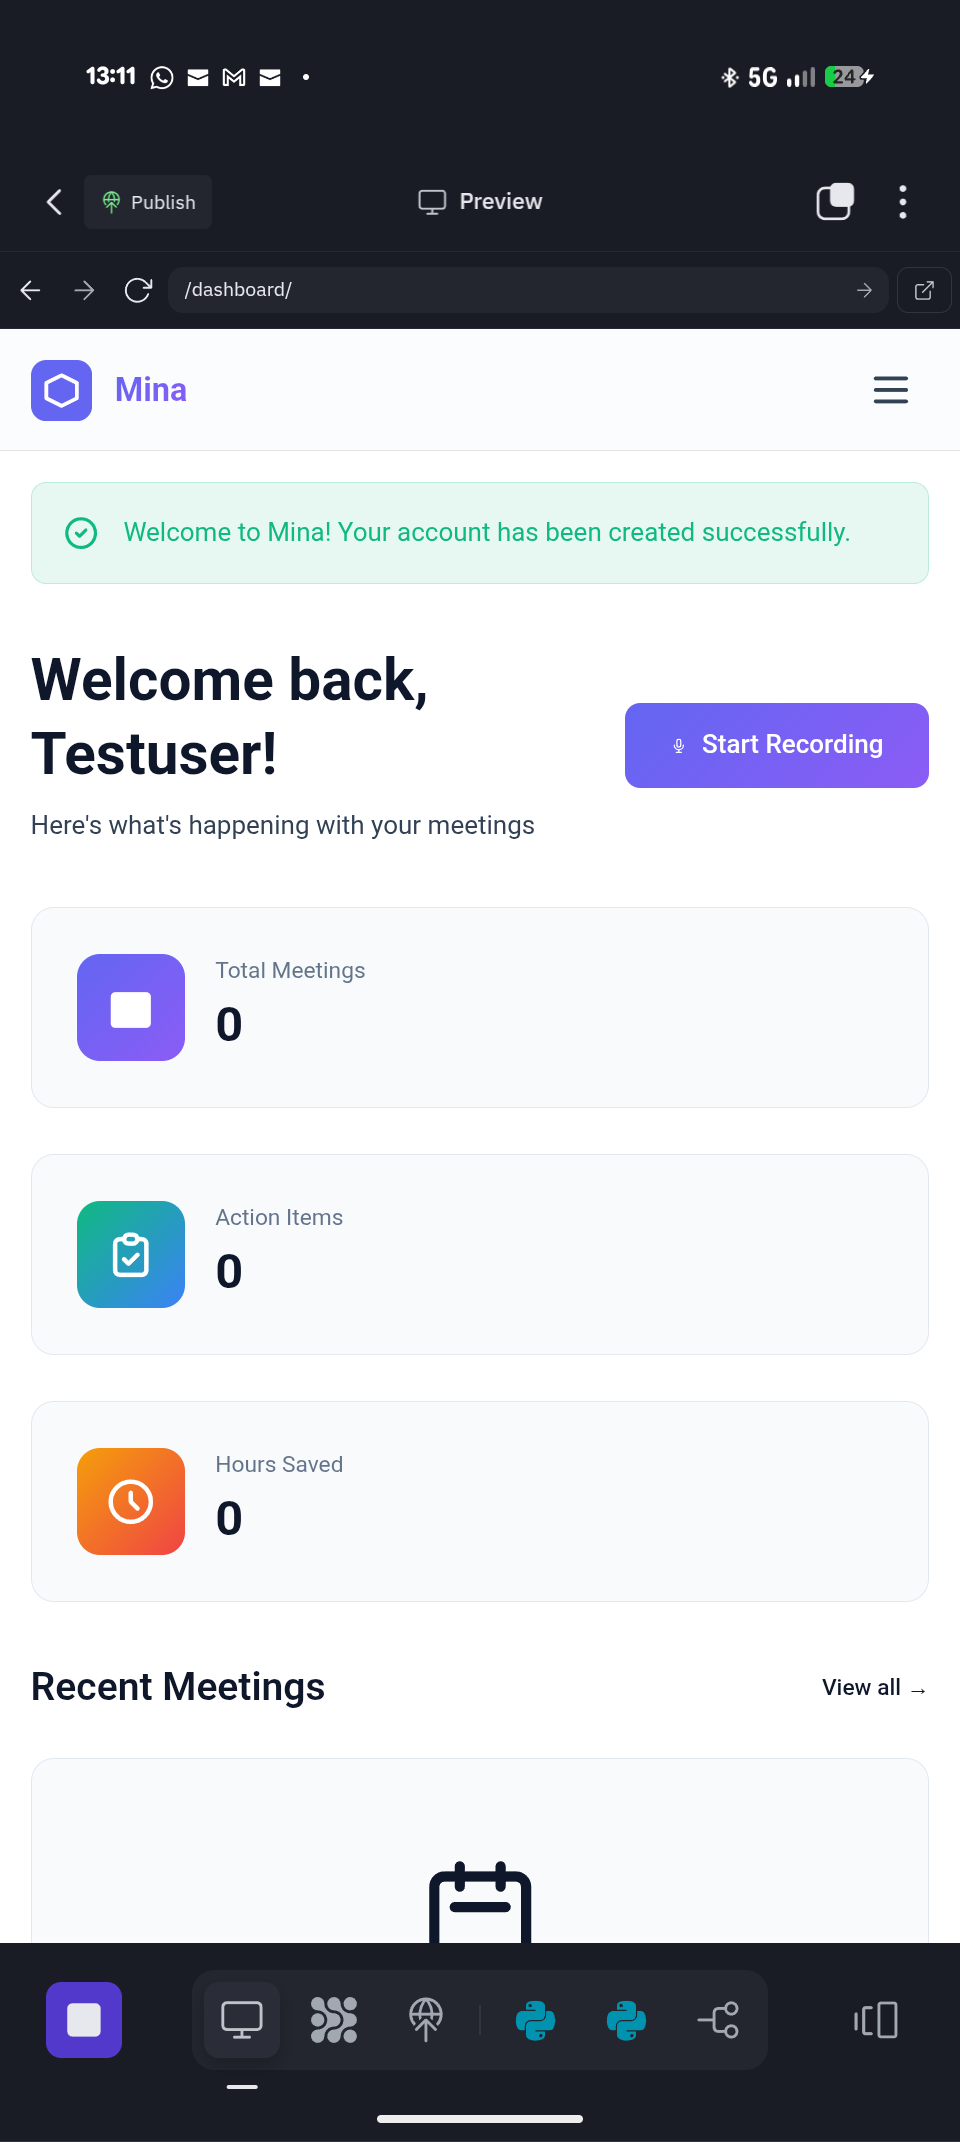 13:11
5G
24
Publish
Preview
/dashboard/
Mina
Welcome to Mina! Your account has been created successfully.
Welcome back,
Testuser!
Start Recording
Here's what's happening with your meetings
Total Meetings
0
Action Items
0
Hours Saved
0
Recent Meetings
View all →